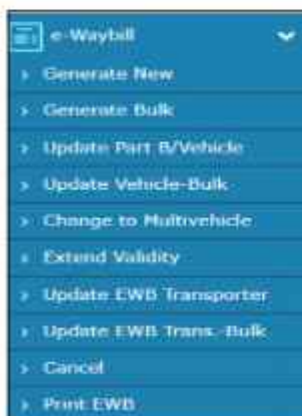 e-Waybill
Generate New
Generate Bulk
Update Part B/Vehicle
Update Vehicle-Bulk
Change to Multivehicle
Extend Validity
Update EWB Transporter
Update EWB Trans.-Bulk
Cancel
Print EWB